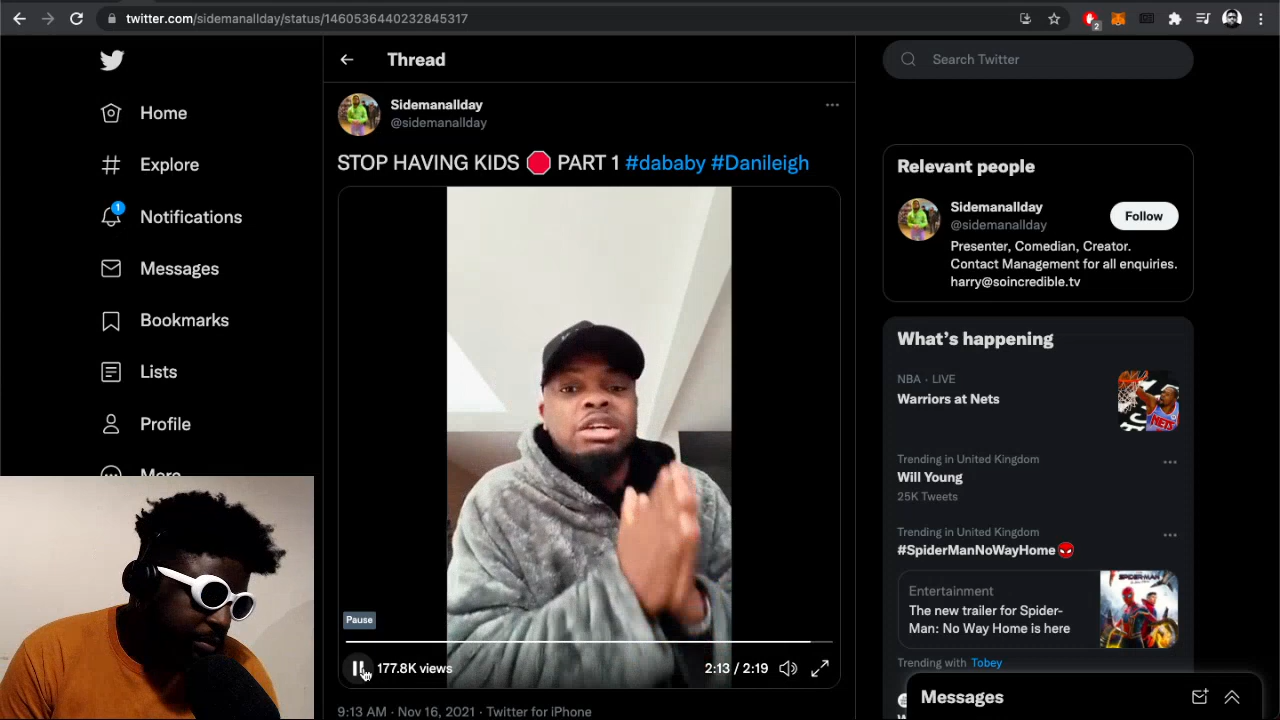 twitter.com/sidemanallday/status/1460536440232845317
2
Home
Explore
1
Notifications
Messages
Bookmarks
Lists
Profile
More
Thread
Sidemanallday
@sidemanallday
STOP HAVING KIDS 🛑 PART 1 #dababy #Danileigh
Pause
177.8K views
2:13 / 2:19
9:13 AM · Nov 16, 2021 · Twitter for iPhone
Search Twitter
Relevant people
Sidemanallday
@sidemanallday
Follow
Presenter, Comedian, Creator.
Contact Management for all enquiries.
harry@soincredible.tv
What's happening
NBA · LIVE
Warriors at Nets
Trending in United Kingdom
Will Young
25K Tweets
Trending in United Kingdom
#SpiderManNoWayHome
Entertainment
The new trailer for Spider-
Man: No Way Home is here
Trending with Tobey
Messages